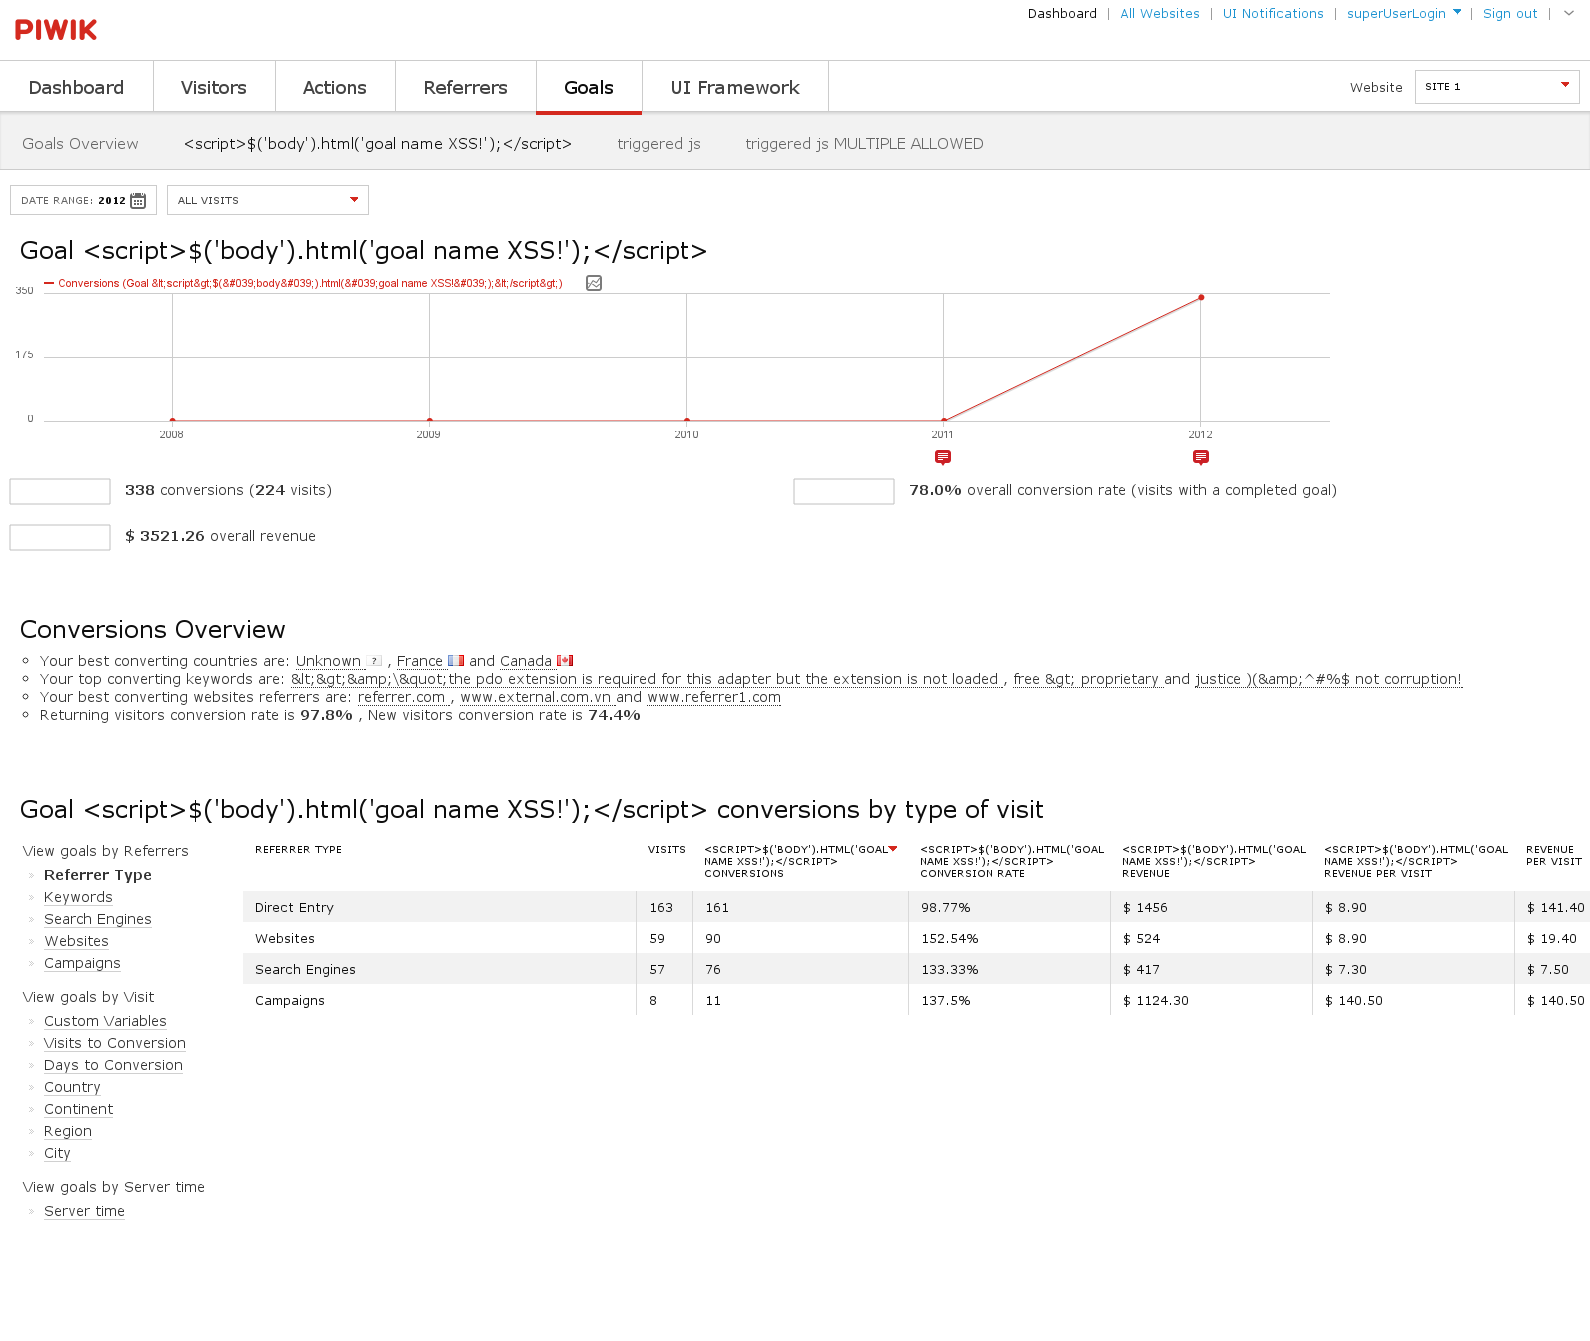 PIWIK
Dashboard | All Websites | UI Notifications | superUserLogin | Sign out |
Dashboard Visitors Actions Referrers Goals UI Framework Website SITE 1
Goals Overview <script>$('body').html('goal name XSS!');</script> triggered js triggered js MULTIPLE ALLOWED
DATE RANGE: 2012 ALL VISITS
Goal <script>$('body').html('goal name XSS!');</script>
Conversions (Goal &lt;script&gt;$(&#039;body&#039;).html(&#039;goal name XSS!&#039;);&lt;/script&gt;)
350
175
0
2008 2009 2010 2011 2012
338 conversions (224 visits) 78.0% overall conversion rate (visits with a completed goal)
$ 3521.26 overall revenue
Conversions Overview
Your best converting countries are: Unknown ? , France and Canada
Your top converting keywords are: &lt;&gt;&amp;\&quot;the pdo extension is required for this adapter but the extension is not loaded , free &gt; proprietary and justice )(&amp;^#%$ not corruption!
Your best converting websites referrers are: referrer.com , www.external.com.vn and www.referrer1.com
Returning visitors conversion rate is 97.8% , New visitors conversion rate is 74.4%
Goal <script>$('body').html('goal name XSS!');</script> conversions by type of visit
View goals by Referrers
» Referrer Type
» Keywords
» Search Engines
» Websites
» Campaigns
View goals by Visit
» Custom Variables
» Visits to Conversion
» Days to Conversion
» Country
» Continent
» Region
» City
View goals by Server time
» Server time
REFERRER TYPE VISITS <SCRIPT>$('BODY').HTML('GOAL <SCRIPT>$('BODY').HTML('GOAL <SCRIPT>$('BODY').HTML('GOAL <SCRIPT>$('BODY').HTML('GOAL REVENUE
NAME XSS!');</SCRIPT> NAME XSS!');</SCRIPT> NAME XSS!');</SCRIPT> NAME XSS!');</SCRIPT> PER VISIT
CONVERSIONS CONVERSION RATE REVENUE REVENUE PER VISIT
Direct Entry 163 161 98.77% $ 1456 $ 8.90 $ 141.40
Websites 59 90 152.54% $ 524 $ 8.90 $ 19.40
Search Engines 57 76 133.33% $ 417 $ 7.30 $ 7.50
Campaigns 8 11 137.5% $ 1124.30 $ 140.50 $ 140.50